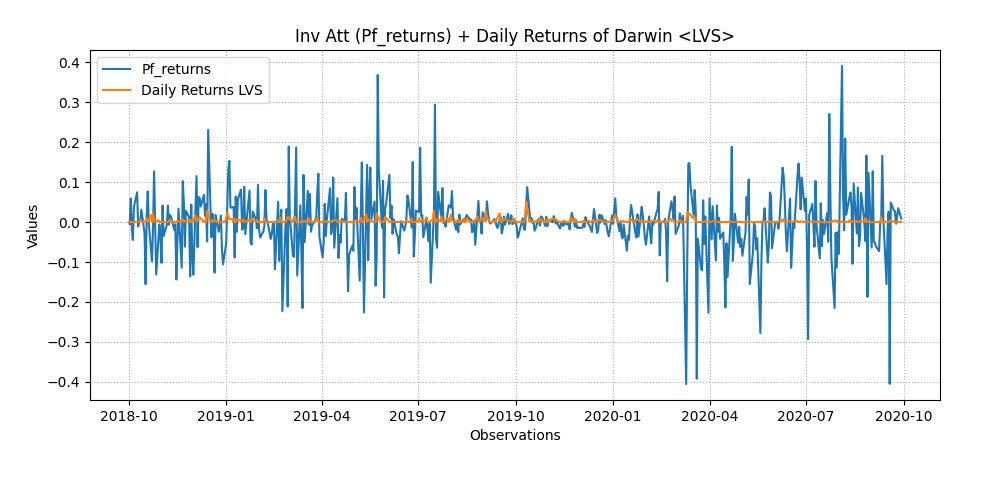 Inv Att (Pf_returns) + Daily Returns of Darwin <LVS>
Pf_returns
Daily Returns LVS
0.4
0.3
0.2
0.1
0.0
−0.1
−0.2
−0.3
−0.4
Values
2018-10 2019-01 2019-04 2019-07 2019-10 2020-01 2020-04 2020-07 2020-10
Observations